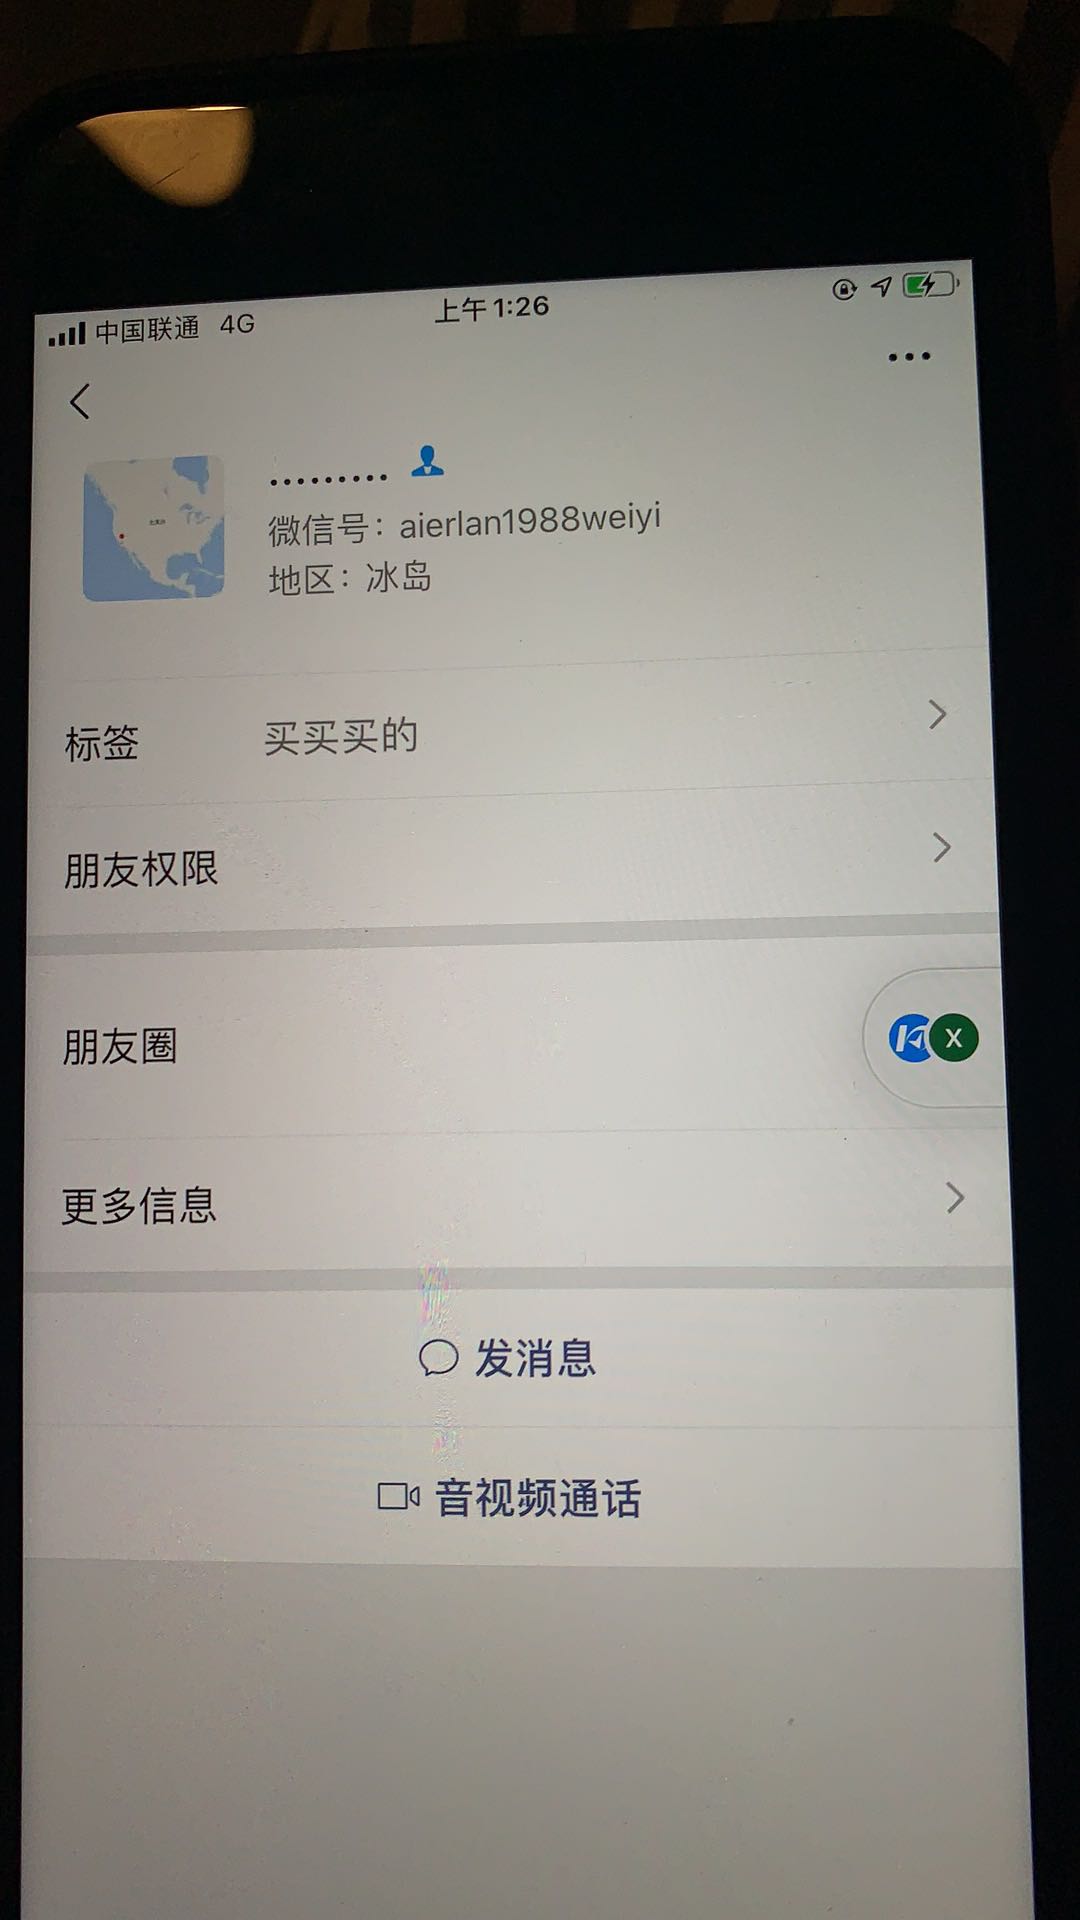 中国联通 4G 上午1:26
.........
微信号：aierlan1988weiyi
地区：冰岛
标签 买买买的
朋友权限
朋友圈
X
更多信息
发消息
音视频通话